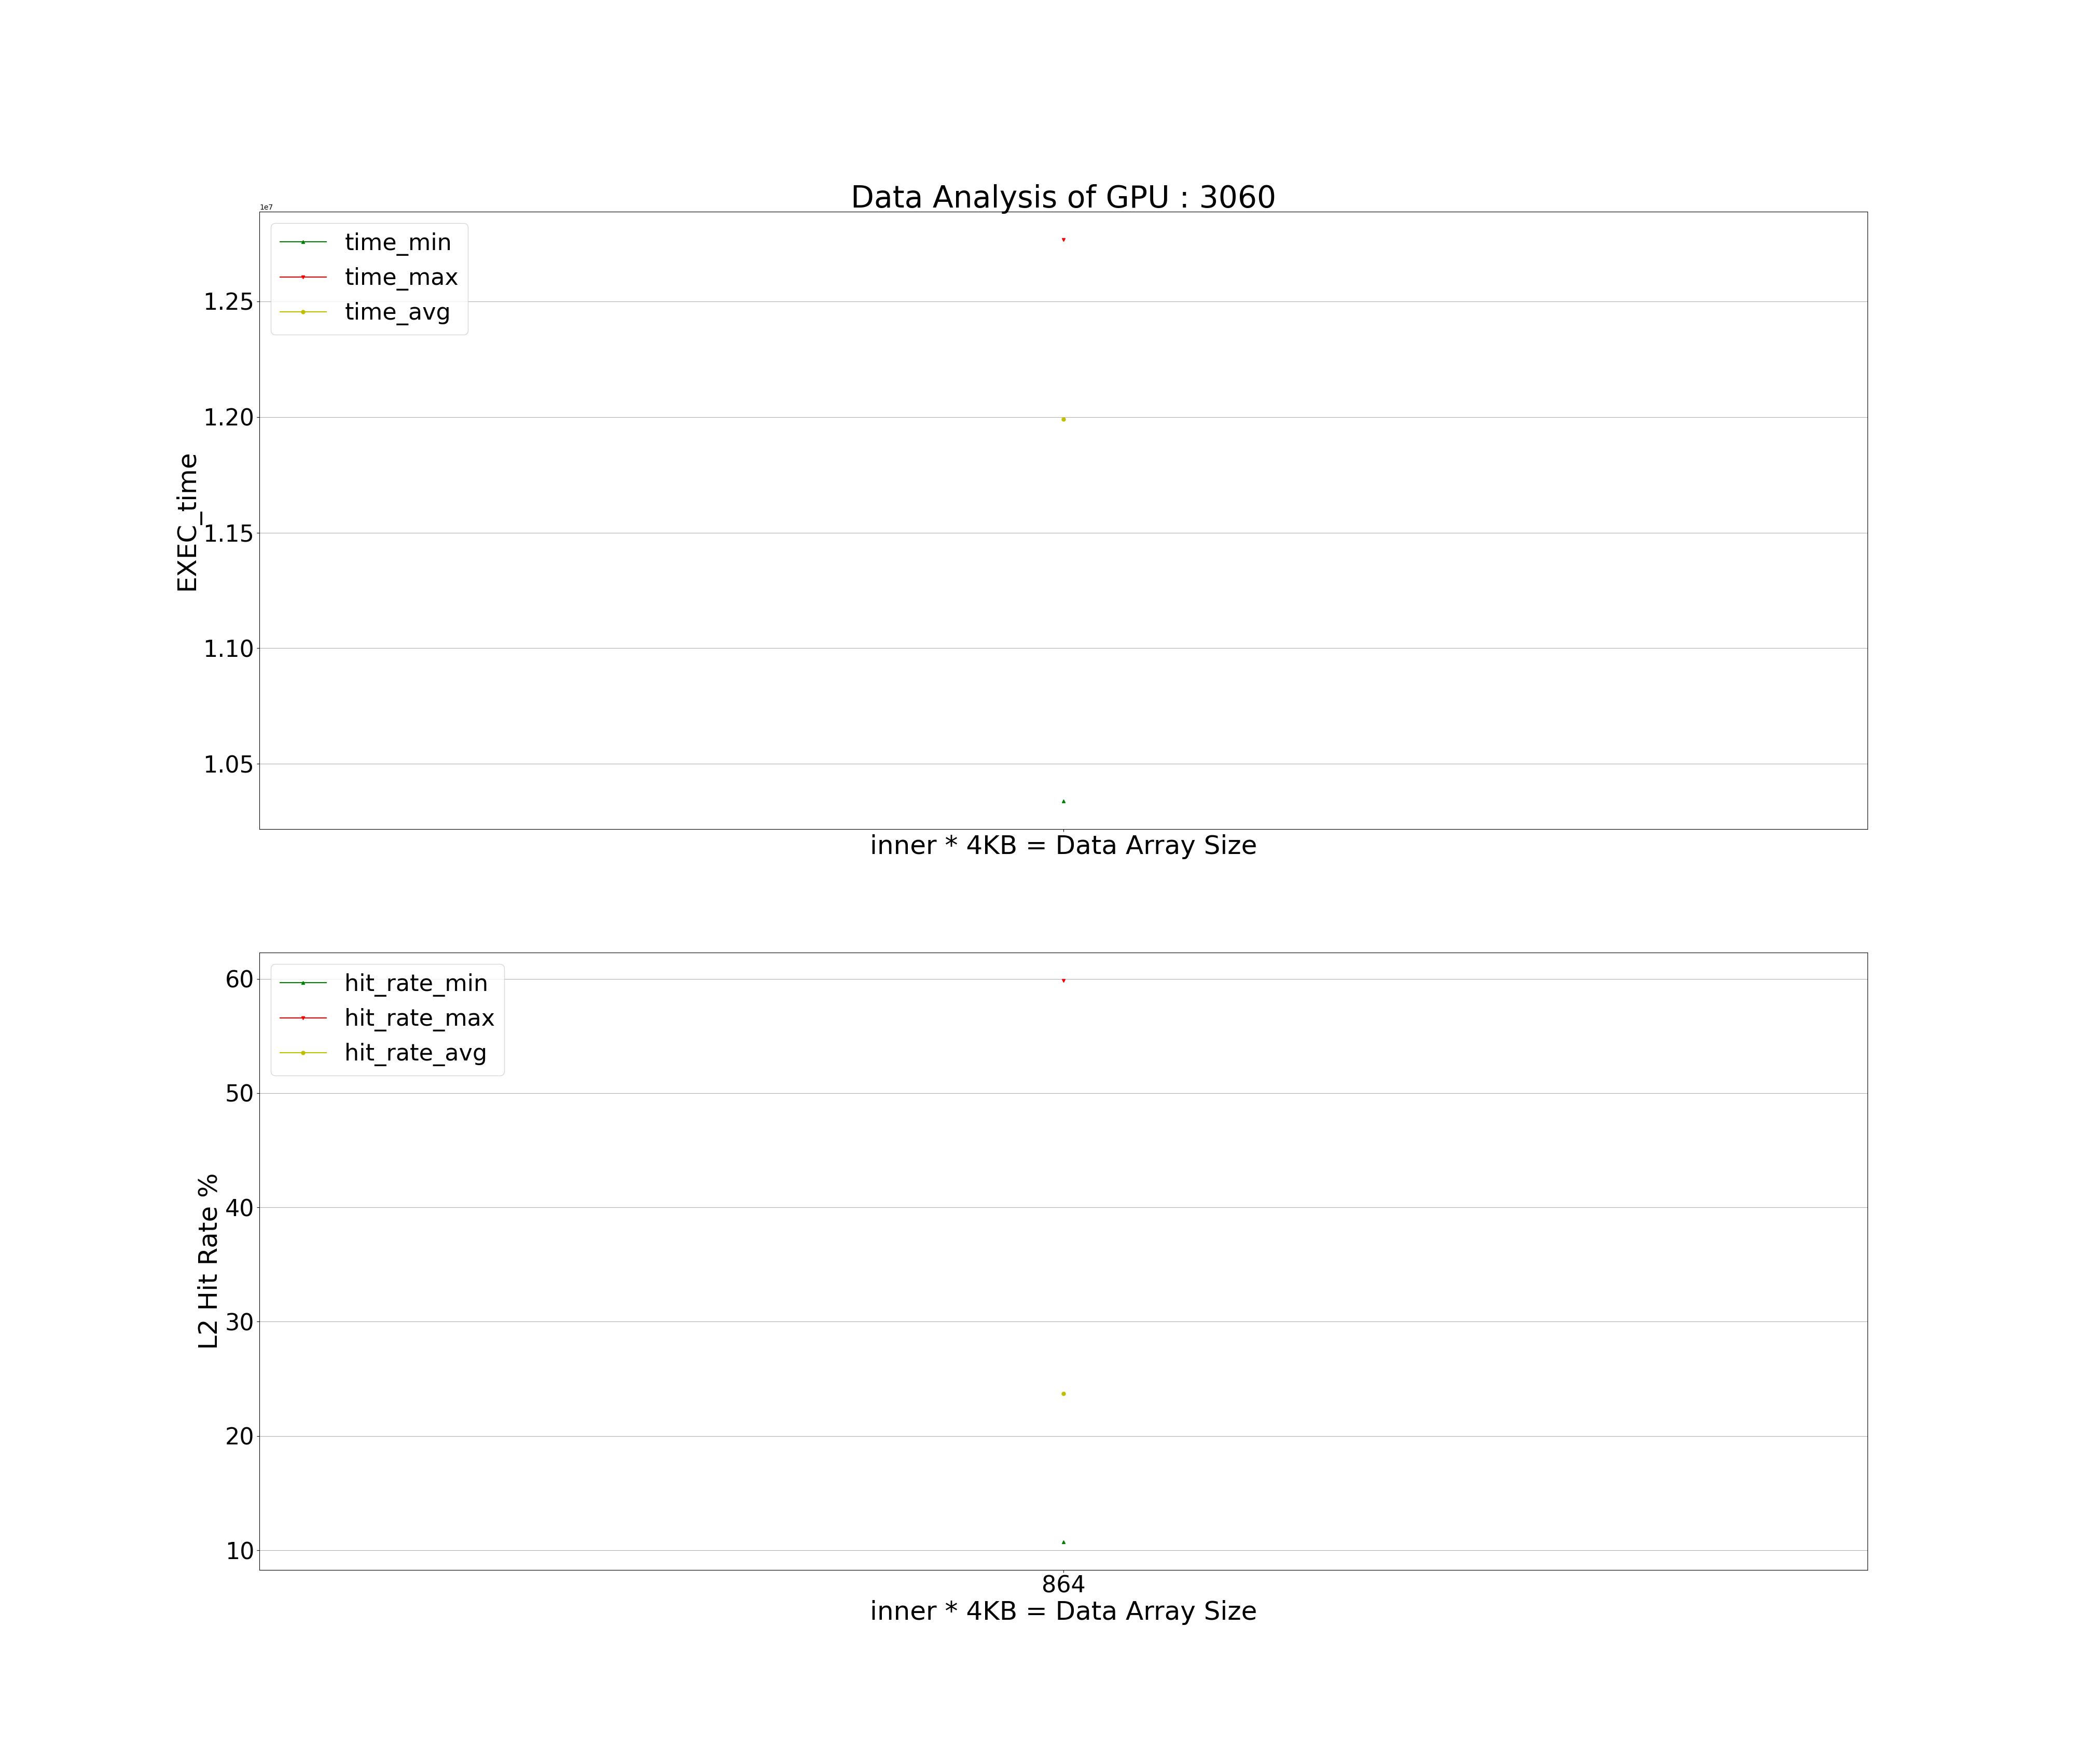 Data Analysis of GPU : 3060
1e7
time_min
time_max
time_avg
1.25
1.20
1.15
1.10
1.05
EXEC_time
inner * 4KB = Data Array Size
hit_rate_min
hit_rate_max
hit_rate_avg
60
50
40
30
20
10
L2 Hit Rate %
864
inner * 4KB = Data Array Size